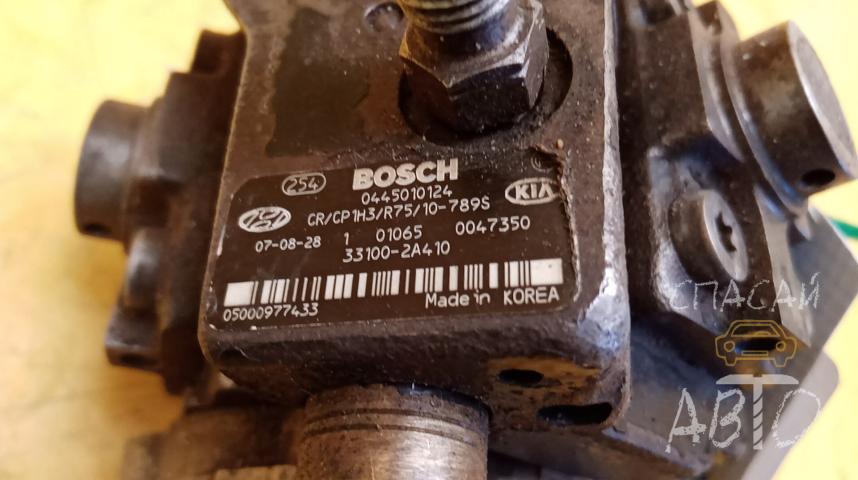 254 BOSCH
0445010124
CR/CP1H3/R75/10-789S KIA
07-08-28 1 01065 0047350
33100-2A410
05000977433 Made in KOREA
СПАСАЙ
АВТО